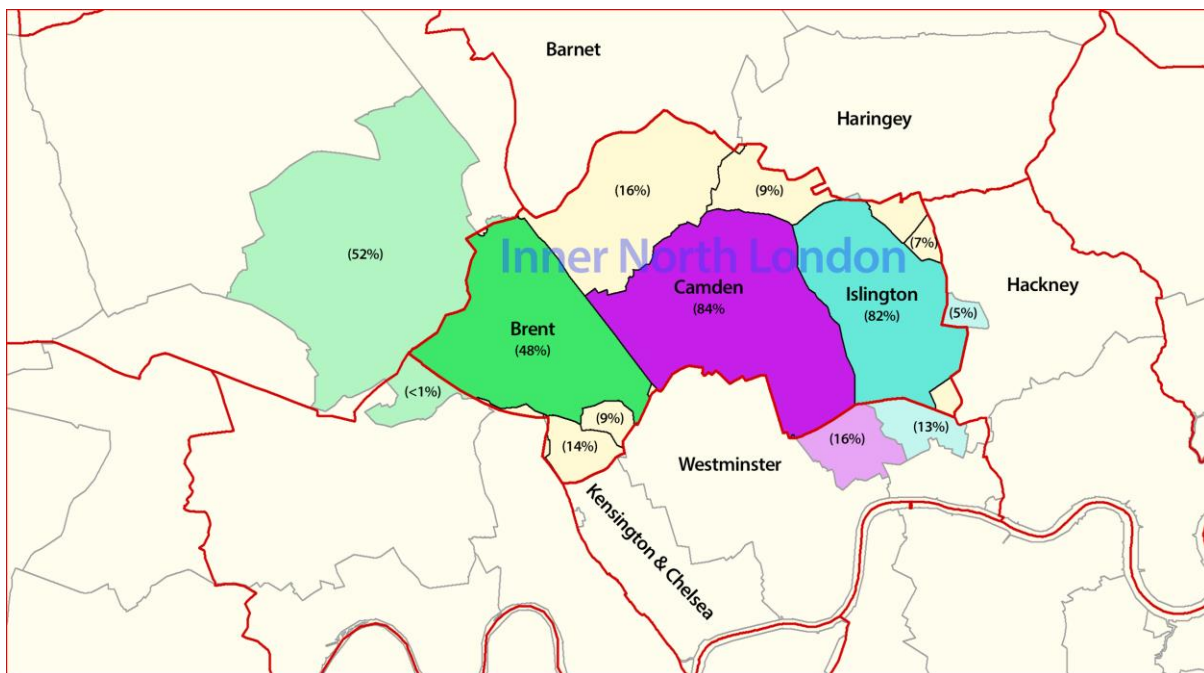 Barnet
Haringey
(16%)
(9%)
(52%)
(7%)
Inner North London
Camden
(84%
Islington
(82%)
Hackney
(5%)
Brent
(48%)
(<1%)
(9%)
(14%)
(16%)
(13%)
Westminster
Kensington & Chelsea